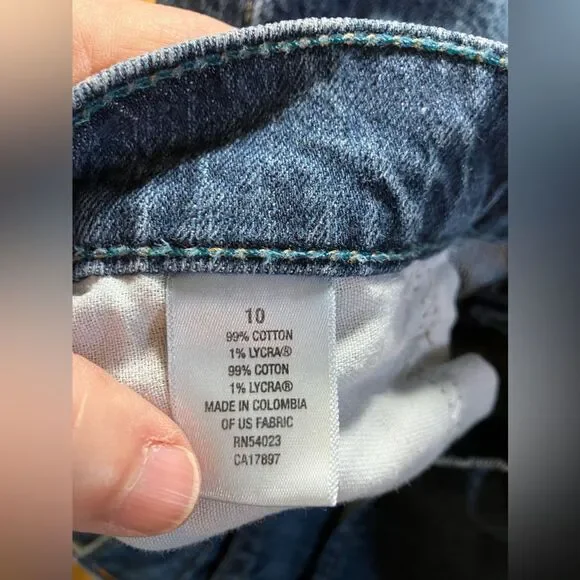 10
99% COTTON
1% LYCRA®
99% COTON
1% LYCRA®
MADE IN COLOMBIA
OF US FABRIC
RN54023
CA17897